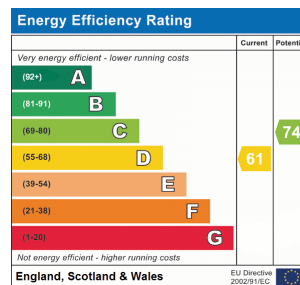 Energy Efficiency Rating
Current Potenti
Very energy efficient - lower running costs
(92+) A
(81-91) B
(69-80) C
74
(55-68) D
61
(39-54) E
(21-38) F
(1-20) G
Not energy efficient - higher running costs
England, Scotland & Wales
EU Directive
2002/91/EC